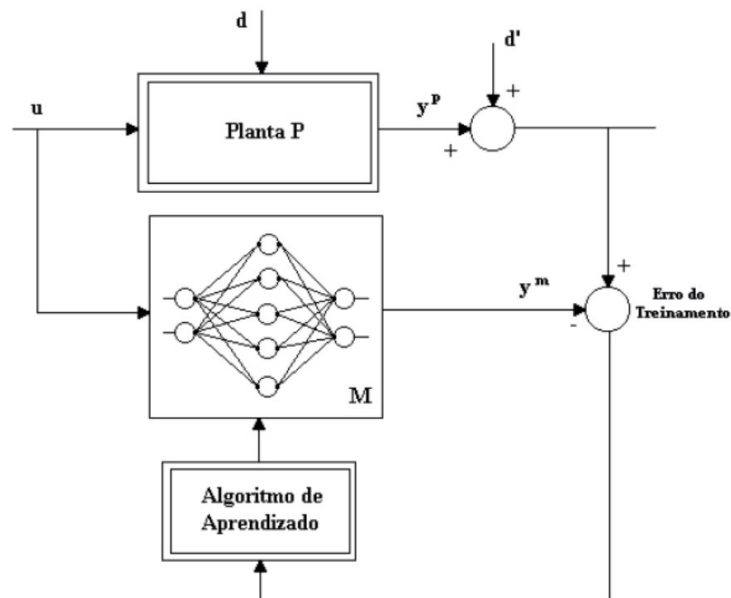 d
d'
u
y^p
+
Planta P
+
+
y^m
Erro do
Treinamento
-
M
Algoritmo de
Aprendizado